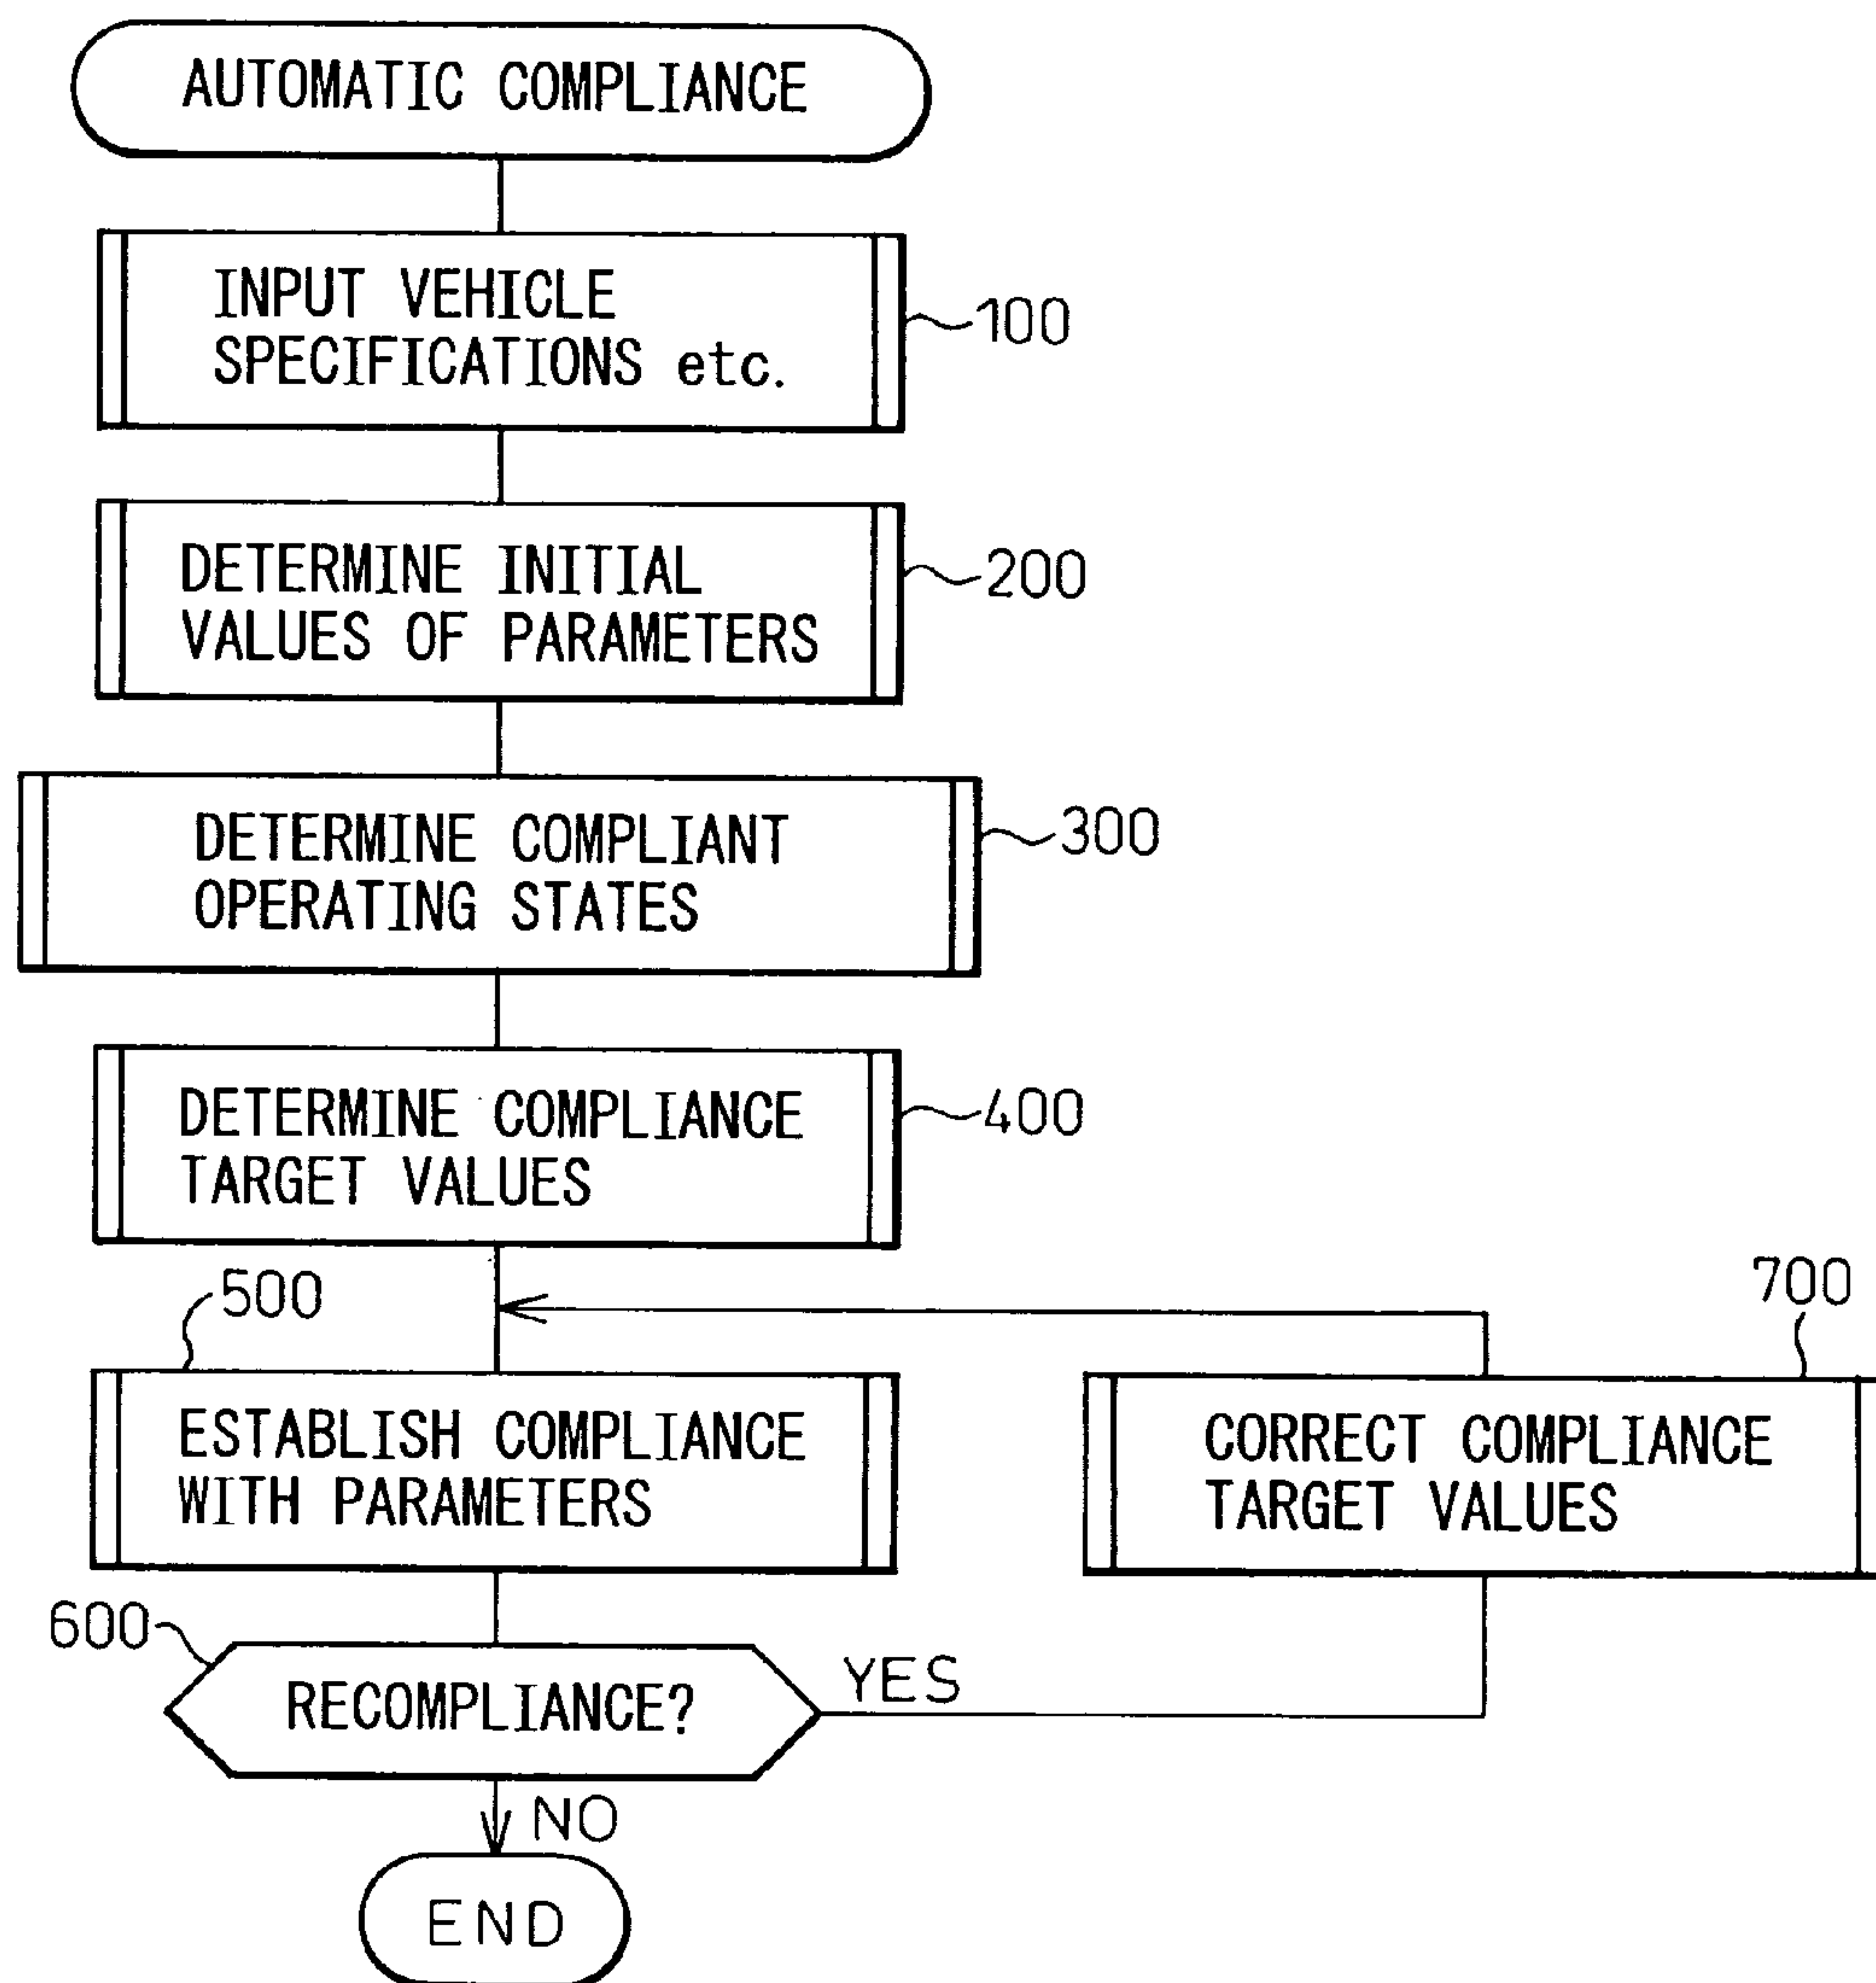 AUTOMATIC COMPLIANCE
INPUT VEHICLE
SPECIFICATIONS etc.
100
DETERMINE INITIAL
VALUES OF PARAMETERS
200
DETERMINE COMPLIANT
OPERATING STATES
300
DETERMINE COMPLIANCE
TARGET VALUES
400
500
700
ESTABLISH COMPLIANCE
WITH PARAMETERS
CORRECT COMPLIANCE
TARGET VALUES
600
RECOMPLIANCE?
YES
NO
END